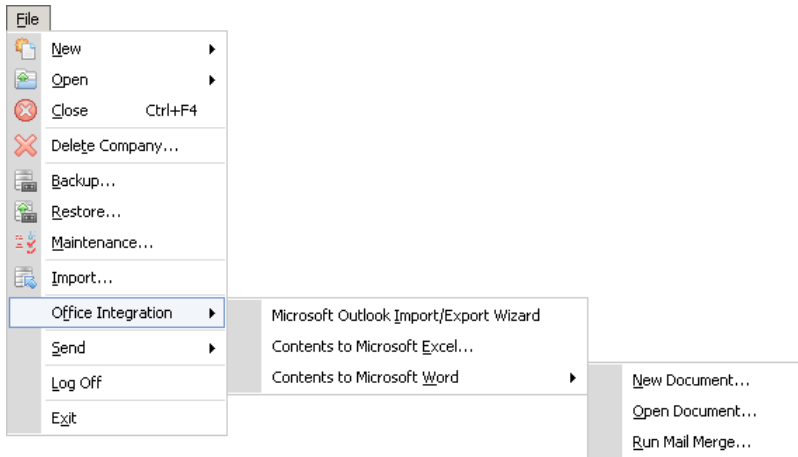 File
New
Open
Close Ctrl+F4
Delete Company...
Backup...
Restore...
Maintenance...
Import...
Office Integration
Microsoft Outlook Import/Export Wizard
Contents to Microsoft Excel...
Contents to Microsoft Word
New Document...
Open Document...
Run Mail Merge...
Send
Log Off
Exit